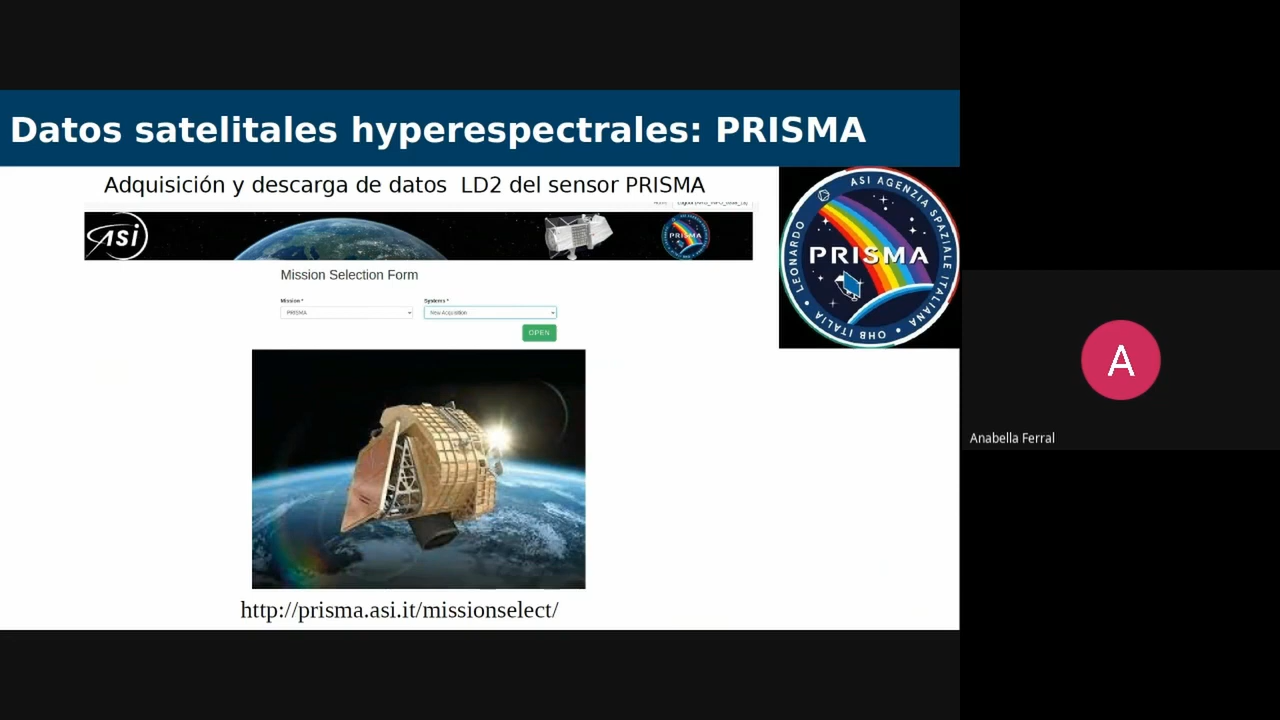 Datos satelitales hyperespectrales: PRISMA
Adquisición y descarga de datos LD2 del sensor PRISMA
asi
PRISMA
Mission Selection Form
Mission * Systems *
PRISMA New Acquisition
OPEN
http://prisma.asi.it/missionselect/
ASI AGENZIA SPAZIALE ITALIANA • OHB ITALIA • LEONARDO •
PRISMA
A
Anabella Ferral